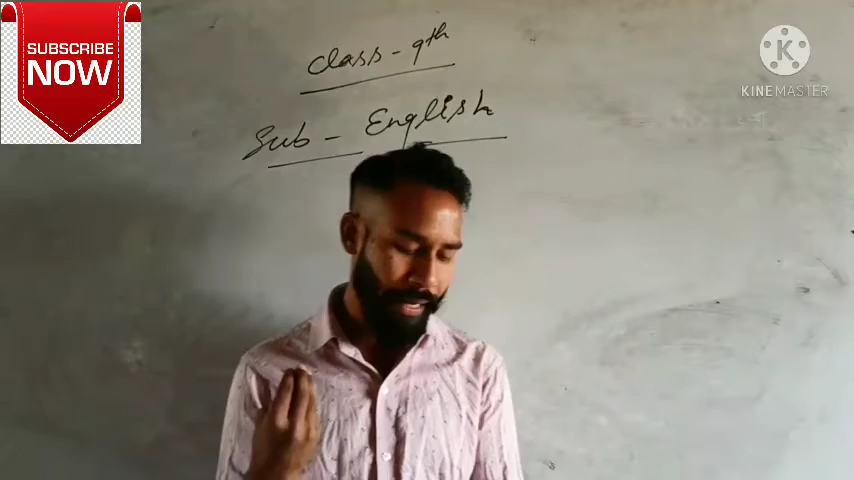 SUBSCRIBE
NOW
class - 9th
Sub - English
KINEMASTER